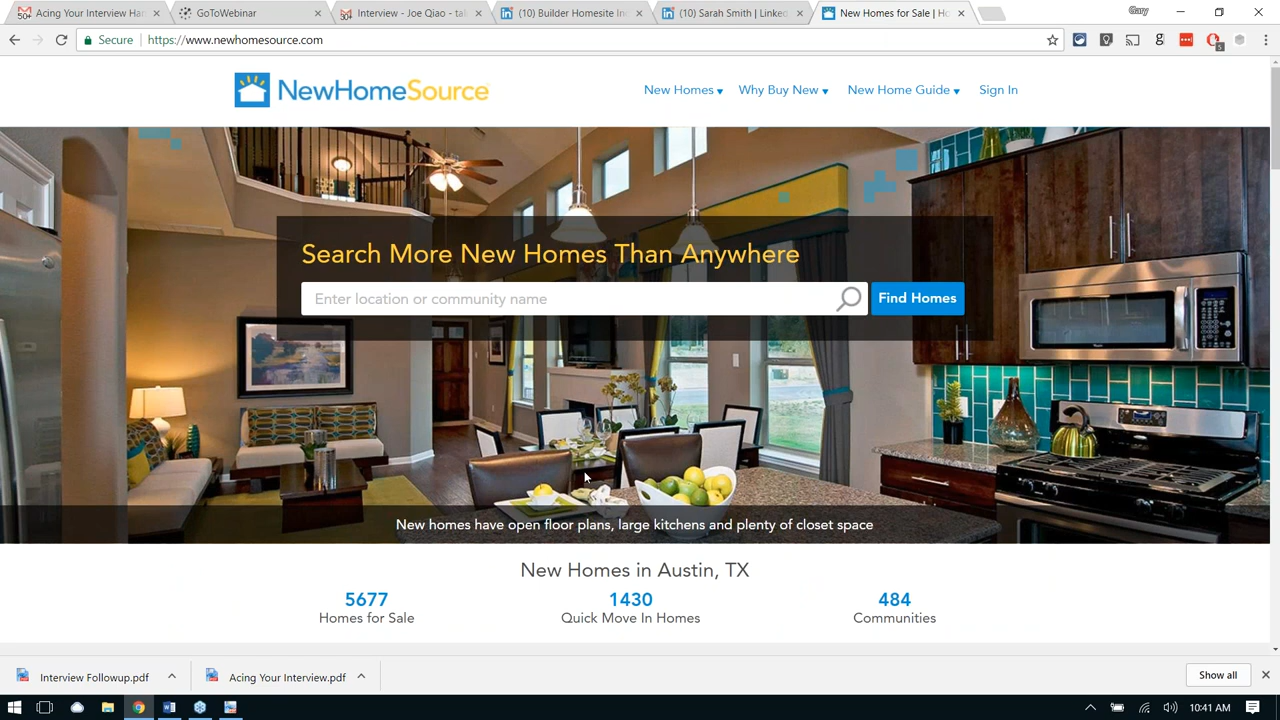 Acing Your Interview Han
GoToWebinar
Interview - Joe Qiao - tal
(10) Builder Homesite In
(10) Sarah Smith | Linked
New Homes for Sale | Ho
Gary
Secure
https://www.newhomesource.com
NewHomeSource
New Homes
Why Buy New
New Home Guide
Sign In
Search More New Homes Than Anywhere
Enter location or community name
Find Homes
New homes have open floor plans, large kitchens and plenty of closet space
New Homes in Austin, TX
5677
Homes for Sale
1430
Quick Move In Homes
484
Communities
Interview Followup.pdf
Acing Your Interview.pdf
Show all
10:41 AM